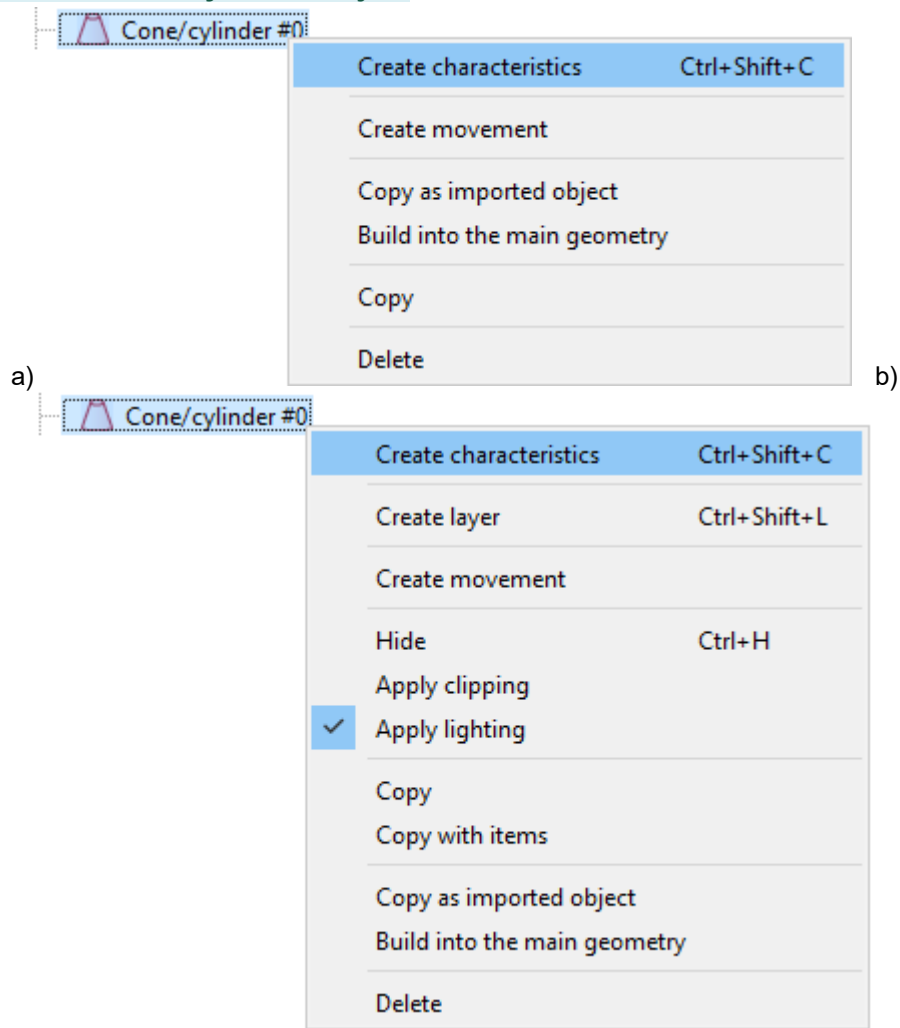 Cone/cylinder #0
Create characteristics Ctrl+Shift+C
Create movement
Copy as imported object
Build into the main geometry
Copy
Delete
a)
b)
Cone/cylinder #0
Create characteristics Ctrl+Shift+C
Create layer Ctrl+Shift+L
Create movement
Hide Ctrl+H
Apply clipping
Apply lighting
Copy
Copy with items
Copy as imported object
Build into the main geometry
Delete